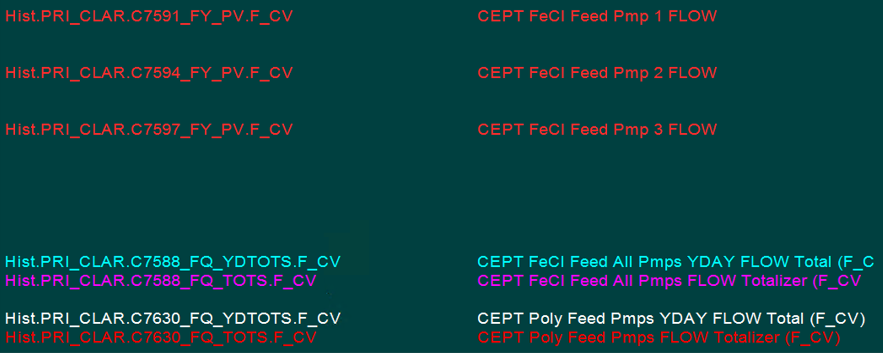 Hist.PRI_CLAR.C7591_FY_PV.F_CV CEPT FeCl Feed Pmp 1 FLOW
Hist.PRI_CLAR.C7594_FY_PV.F_CV CEPT FeCl Feed Pmp 2 FLOW
Hist.PRI_CLAR.C7597_FY_PV.F_CV CEPT FeCl Feed Pmp 3 FLOW
Hist.PRI_CLAR.C7588_FQ_YDTOTS.F_CV CEPT FeCl Feed All Pmps YDAY FLOW Total (F_C
Hist.PRI_CLAR.C7588_FQ_TOTS.F_CV CEPT FeCl Feed All Pmps FLOW Totalizer (F_CV
Hist.PRI_CLAR.C7630_FQ_YDTOTS.F_CV CEPT Poly Feed Pmps YDAY FLOW Total (F_CV)
Hist.PRI_CLAR.C7630_FQ_TOTS.F_CV CEPT Poly Feed Pmps FLOW Totalizer (F_CV)